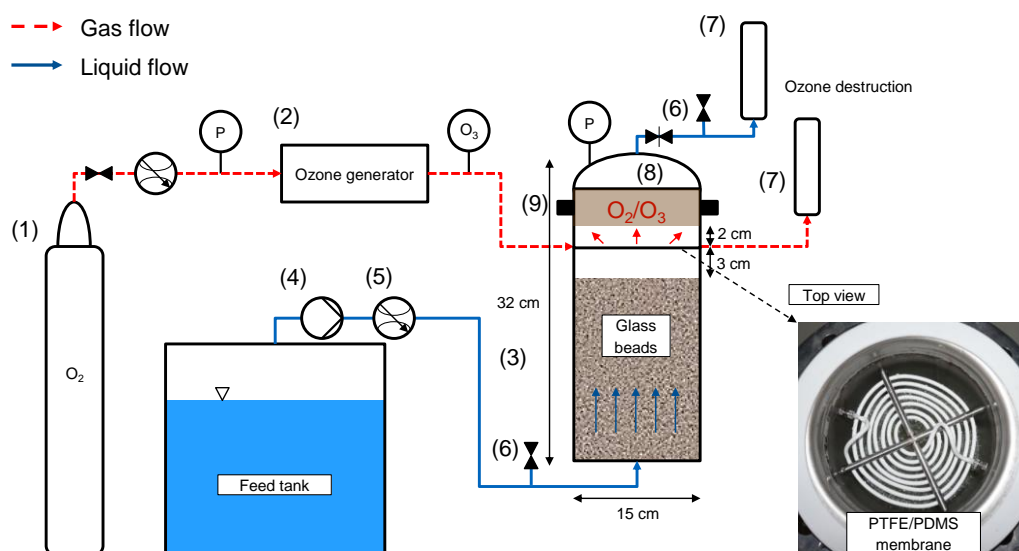 Gas flow
Liquid flow
(1)
O2
P
(2)
Ozone generator
O3
(4)
(5)
Feed tank
(6)
(3)
(9)
32 cm
15 cm
P
(8)
O2/O3
Glass
beads
2 cm
3 cm
(6)
(7)
Ozone destruction
(7)
Top view
PTFE/PDMS
membrane